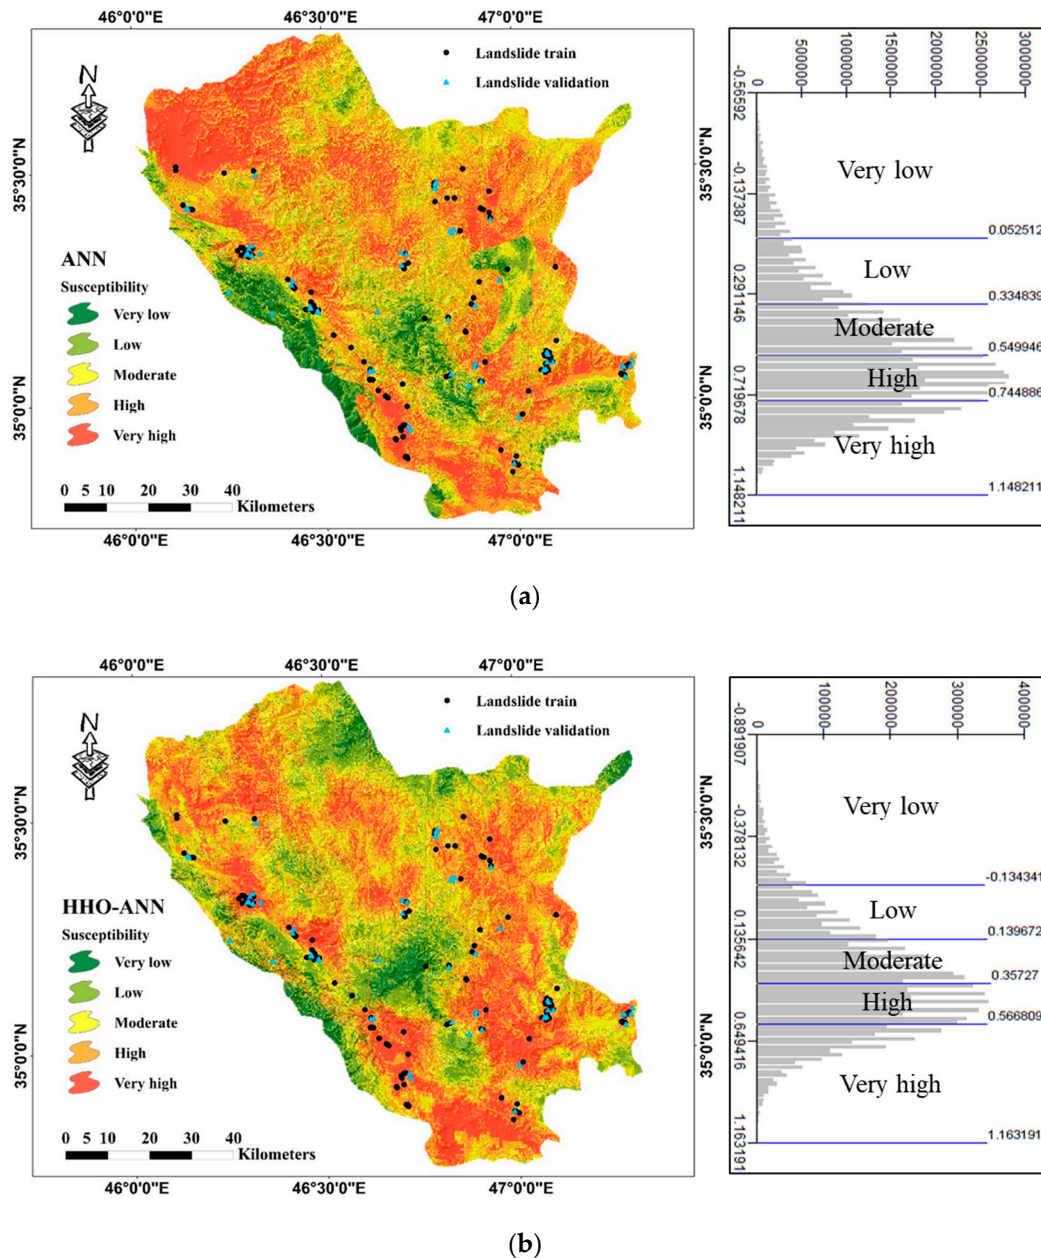 (a)
46°0'0"E 46°30'0"E 47°0'0"E
Landslide train
Landslide validation
N
35°30'0"N 35°30'0"N
35°0'0"N 35°0'0"N
ANN
Susceptibility
Very low
Low
Moderate
High
Very high
0 5 10 20 30 40
Kilometers
46°0'0"E 46°30'0"E 47°0'0"E
0 500000 1000000 1500000 2000000 2500000 3000000
-0.56592
-0.137387
0.291146
0.719678
1.148211
Very low
0.052512
Low
0.334839
Moderate
0.549946
High
0.744886
Very high
1.148211
(a)
46°0'0"E 46°30'0"E 47°0'0"E
Landslide train
Landslide validation
N
35°30'0"N 35°30'0"N
35°0'0"N 35°0'0"N
HHO-ANN
Susceptibility
Very low
Low
Moderate
High
Very high
0 5 10 20 30 40
Kilometers
46°0'0"E 46°30'0"E 47°0'0"E
0 100000 200000 300000 400000
-0.891907
-0.378132
0.135642
0.649416
1.163191
Very low
-0.134341
Low
0.139672
Moderate
0.35727
High
0.566809
Very high
1.163191
(b)